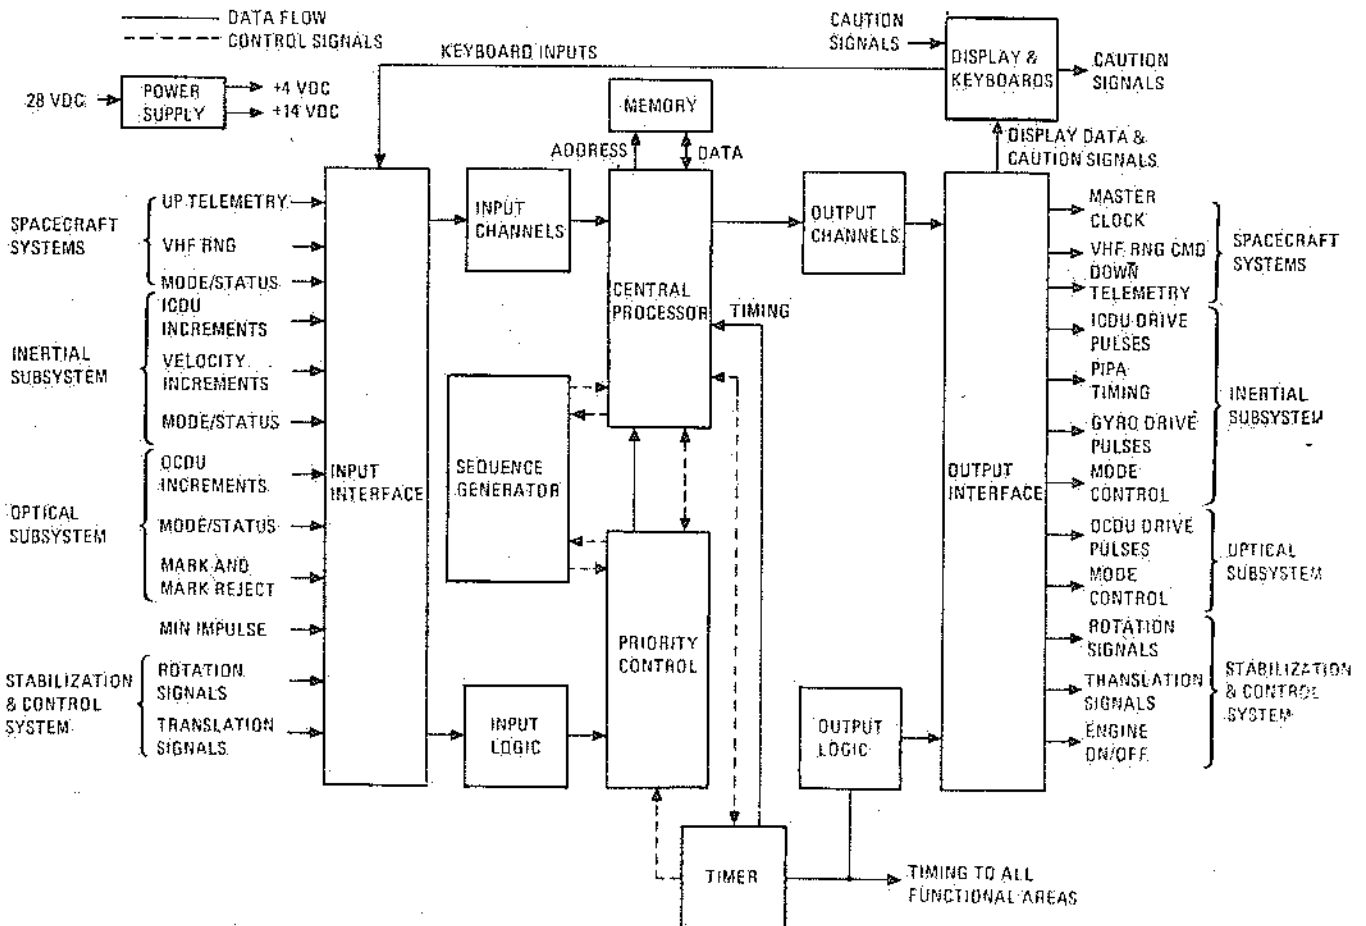 DATA FLOW
CONTROL SIGNALS
28 VDC
POWER
SUPPLY
+4 VDC
+14 VDC
KEYBOARD INPUTS
CAUTION
SIGNALS
DISPLAY &
KEYBOARDS
CAUTION
SIGNALS
MEMORY
ADDRESS
DATA
DISPLAY DATA &
CAUTION SIGNALS
SPACECRAFT
SYSTEMS
UP TELEMETRY
VHF RNG
MODE/STATUS
INERTIAL
SUBSYSTEM
ICDU
INCREMENTS
VELOCITY
INCREMENTS
MODE/STATUS
OPTICAL
SUBSYSTEM
OCDU
INCREMENTS
MODE/STATUS
MARK AND
MARK REJECT
MIN IMPULSE
STABILIZATION
& CONTROL
SYSTEM
ROTATION
SIGNALS
TRANSLATION
SIGNALS
INPUT
INTERFACE
INPUT
CHANNELS
CENTRAL
PROCESSOR
TIMING
SEQUENCE
GENERATOR
PRIORITY
CONTROL
INPUT
LOGIC
OUTPUT
CHANNELS
OUTPUT
LOGIC
TIMER
TIMING TO ALL
FUNCTIONAL AREAS
OUTPUT
INTERFACE
MASTER
CLOCK
VHF RNG CMD
DOWN
TELEMETRY
SPACECRAFT
SYSTEMS
ICDU DRIVE
PULSES
PIPA
TIMING
GYRO DRIVE
PULSES
MODE
CONTROL
INERTIAL
SUBSYSTEM
OCDU DRIVE
PULSES
MODE
CONTROL
OPTICAL
SUBSYSTEM
ROTATION
SIGNALS
TRANSLATION
SIGNALS
ENGINE
ON/OFF
STABILIZATION
& CONTROL
SYSTEM